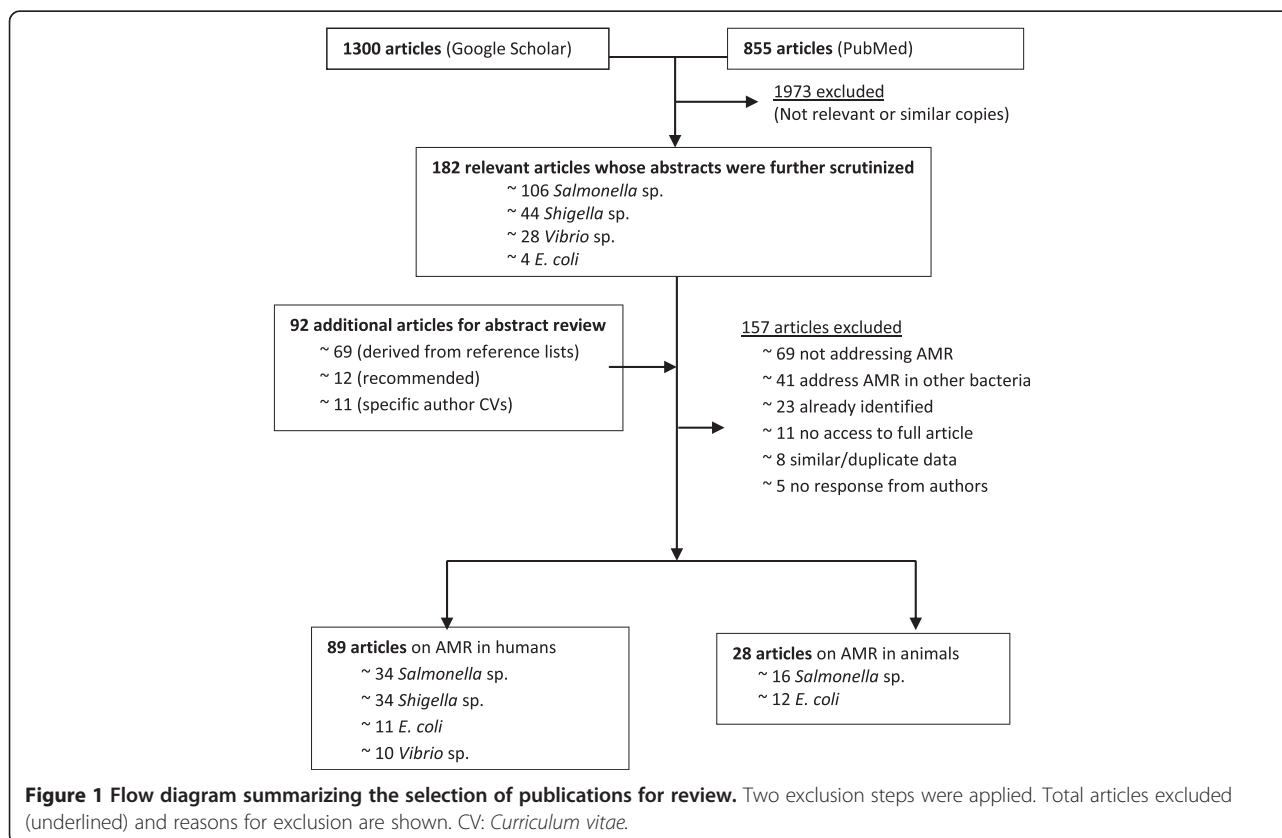 1300 articles (Google Scholar)
855 articles (PubMed)
1973 excluded
(Not relevant or similar copies)
182 relevant articles whose abstracts were further scrutinized
~ 106 Salmonella sp.
~ 44 Shigella sp.
~ 28 Vibrio sp.
~ 4 E. coli
92 additional articles for abstract review
~ 69 (derived from reference lists)
~ 12 (recommended)
~ 11 (specific author CVs)
157 articles excluded
~ 69 not addressing AMR
~ 41 address AMR in other bacteria
~ 23 already identified
~ 11 no access to full article
~ 8 similar/duplicate data
~ 5 no response from authors
89 articles on AMR in humans
~ 34 Salmonella sp.
~ 34 Shigella sp.
~ 11 E. coli
~ 10 Vibrio sp.
28 articles on AMR in animals
~ 16 Salmonella sp.
~ 12 E. coli
Figure 1 Flow diagram summarizing the selection of publications for review. Two exclusion steps were applied. Total articles excluded
(underlined) and reasons for exclusion are shown. CV: Curriculum vitae.